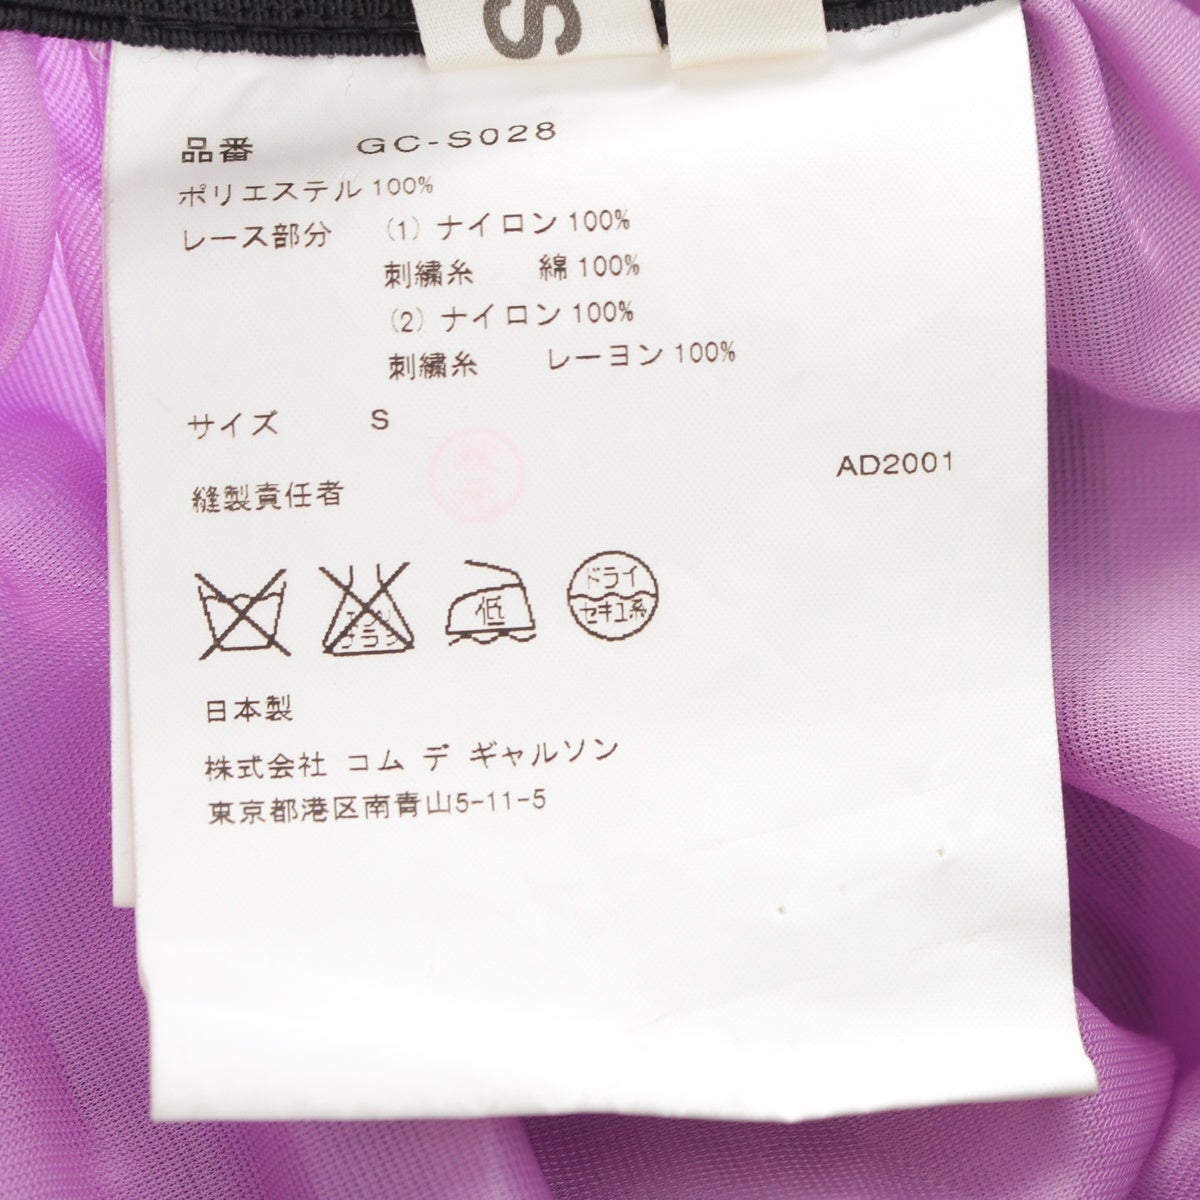 S
品番 GC-S028
ポリエステル 100%
レース部分 (1) ナイロン 100%
刺繍糸 綿 100%
(2) ナイロン 100%
刺繍糸 レーヨン 100%
サイズ S
AD2001
縫製責任者
低
ドライ
セキユ系
日本製
株式会社 コム デ ギャルソン
東京都港区南青山5-11-5